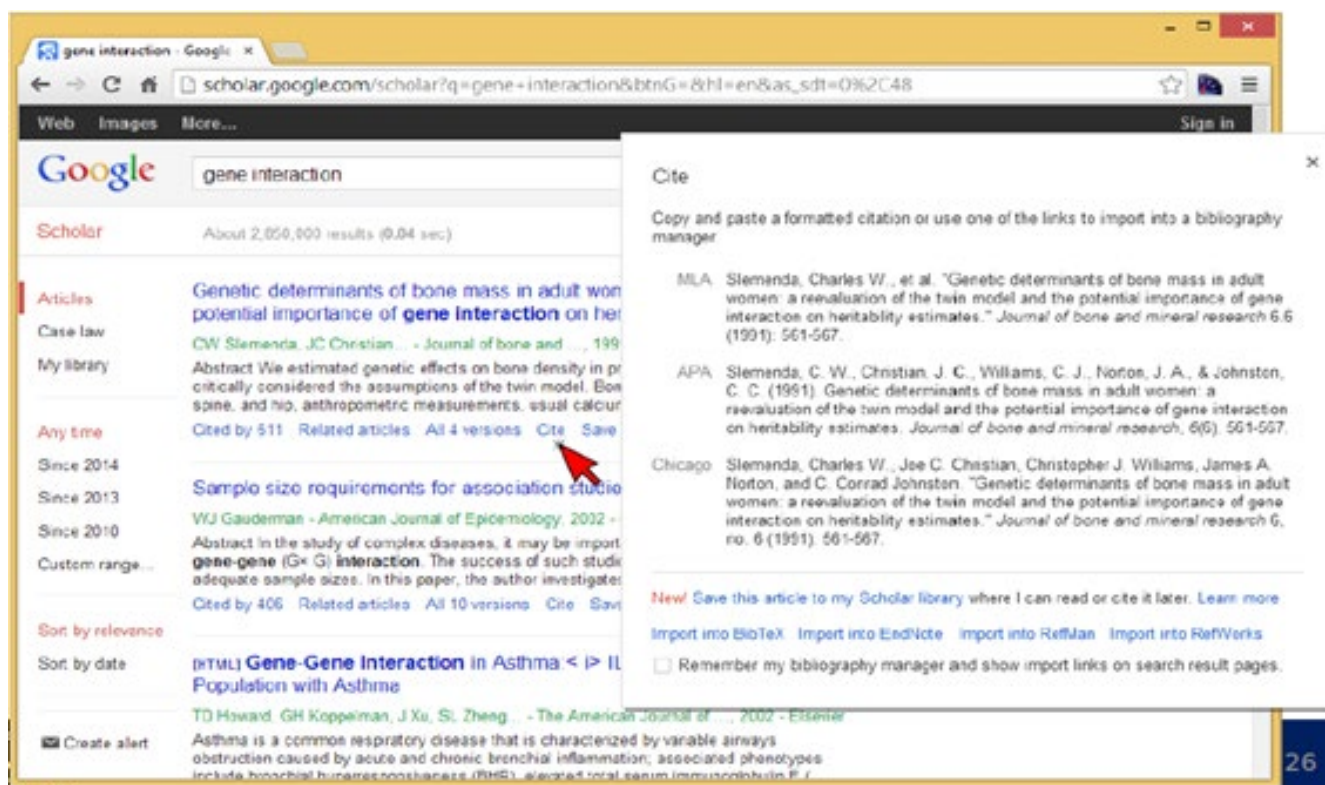 gene interaction - Google
scholar.google.com/scholar?q=gene+interaction&btnG=&hl=en&as_sdt=0%2C48
Web Images More...
Sign in
Google
gene interaction
Scholar
About 2,050,000 results (0.04 sec)
Articles
Case law
My library
Any time
Since 2014
Since 2013
Since 2010
Custom range...
Sort by relevance
Sort by date
Create alert
Genetic determinants of bone mass in adult wom
potential importance of gene interaction on her
CW Slemenda, JC Christian... - Journal of bone and ..., 199
Abstract We estimated genetic effects on bone density in pr
critically considered the assumptions of the twin model. Bon
spine, and hip, anthropometric measurements, usual calciur
Cited by 511 Related articles All 4 versions Cite Save
Sample size requirements for association studie
WJ Gauderman - American Journal of Epidemiology, 2002 -
Abstract In the study of complex diseases, it may be import
gene-gene (G× G) interaction. The success of such studi
adequate sample sizes. In this paper, the author investigates
Cited by 406 Related articles All 10 versions Cite Save
[HTML] Gene-Gene Interaction in Asthma:< i> IL
Population with Asthma
TD Howard, GH Koppelman, J Xu, SL Zheng... - The American Journal of ..., 2002 - Elsevier
Asthma is a common respiratory disease that is characterized by variable airways
obstruction caused by acute and chronic bronchial inflammation; associated phenotypes
include bronchial hyperresponsiveness (BHR), elevated total serum immunoglobulin E (
Cite
Copy and paste a formatted citation or use one of the links to import into a bibliography
manager
MLA Slemenda, Charles W., et al. "Genetic determinants of bone mass in adult
women: a reevaluation of the twin model and the potential importance of gene
interaction on heritability estimates." Journal of bone and mineral research 6.6
(1991): 561-567.
APA Slemenda, C. W., Christian, J. C., Williams, C. J., Norton, J. A., & Johnston,
C. C. (1991). Genetic determinants of bone mass in adult women: a
reevaluation of the twin model and the potential importance of gene interaction
on heritability estimates. Journal of bone and mineral research, 6(6), 561-567.
Chicago Slemenda, Charles W., Joe C. Christian, Christopher J. Williams, James A.
Norton, and C. Conrad Johnston. "Genetic determinants of bone mass in adult
women: a reevaluation of the twin model and the potential importance of gene
interaction on heritability estimates." Journal of bone and mineral research 6,
no. 6 (1991): 561-567.
New! Save this article to my Scholar library where I can read or cite it later. Learn more
Import into BibTeX Import into EndNote Import into RefMan Import into RefWorks
Remember my bibliography manager and show import links on search result pages.
26